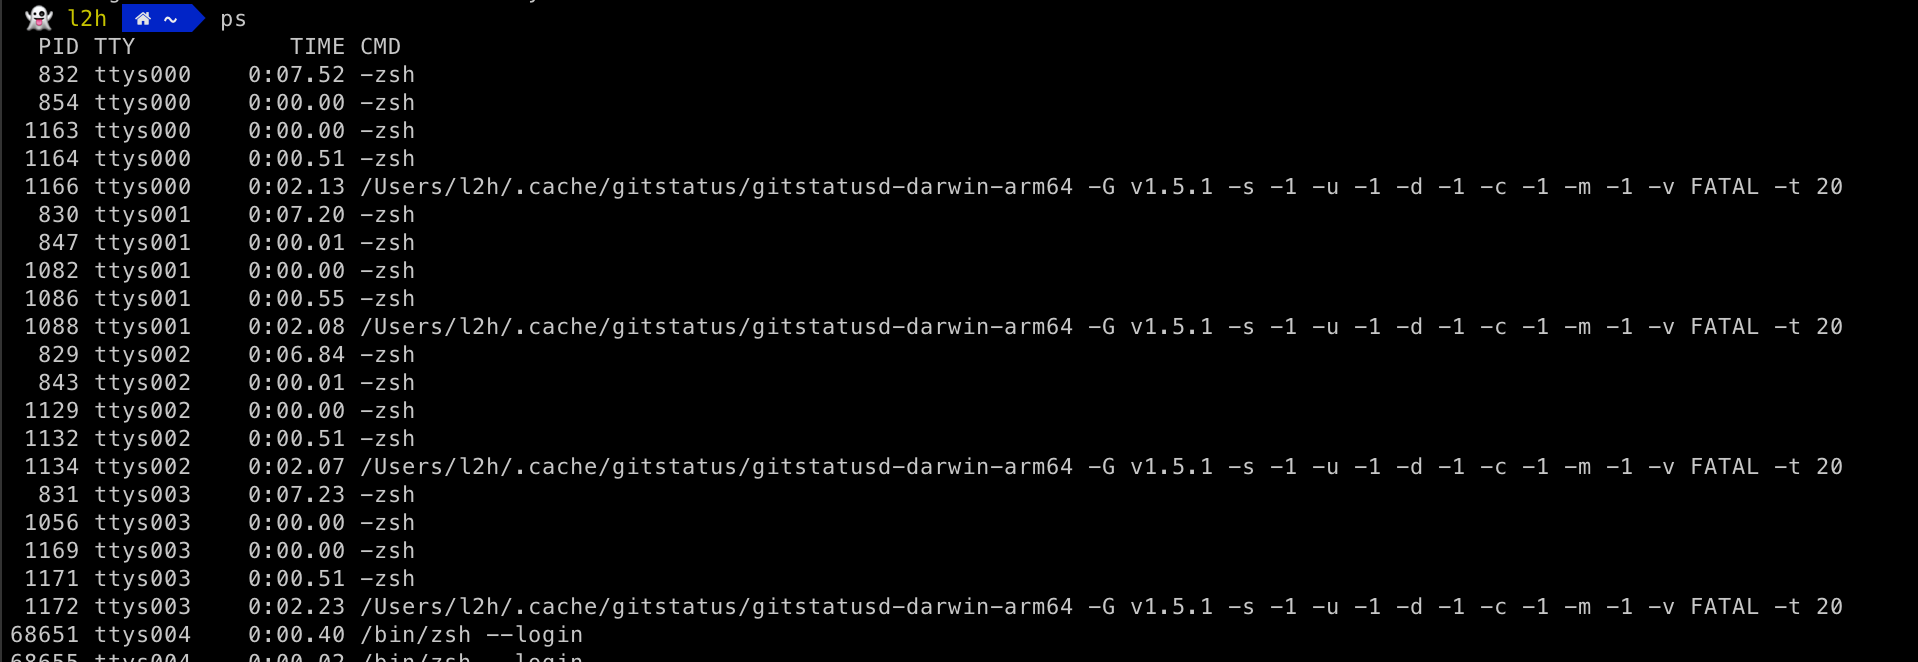 l2h ~ ps
PID TTY TIME CMD
832 ttys000 0:07.52 -zsh
854 ttys000 0:00.00 -zsh
1163 ttys000 0:00.00 -zsh
1164 ttys000 0:00.51 -zsh
1166 ttys000 0:02.13 /Users/l2h/.cache/gitstatus/gitstatusd-darwin-arm64 -G v1.5.1 -s -1 -u -1 -d -1 -c -1 -m -1 -v FATAL -t 20
830 ttys001 0:07.20 -zsh
847 ttys001 0:00.01 -zsh
1082 ttys001 0:00.00 -zsh
1086 ttys001 0:00.55 -zsh
1088 ttys001 0:02.08 /Users/l2h/.cache/gitstatus/gitstatusd-darwin-arm64 -G v1.5.1 -s -1 -u -1 -d -1 -c -1 -m -1 -v FATAL -t 20
829 ttys002 0:06.84 -zsh
843 ttys002 0:00.01 -zsh
1129 ttys002 0:00.00 -zsh
1132 ttys002 0:00.51 -zsh
1134 ttys002 0:02.07 /Users/l2h/.cache/gitstatus/gitstatusd-darwin-arm64 -G v1.5.1 -s -1 -u -1 -d -1 -c -1 -m -1 -v FATAL -t 20
831 ttys003 0:07.23 -zsh
1056 ttys003 0:00.00 -zsh
1169 ttys003 0:00.00 -zsh
1171 ttys003 0:00.51 -zsh
1172 ttys003 0:02.23 /Users/l2h/.cache/gitstatus/gitstatusd-darwin-arm64 -G v1.5.1 -s -1 -u -1 -d -1 -c -1 -m -1 -v FATAL -t 20
68651 ttys004 0:00.40 /bin/zsh --login
68655 ttys004 0:00.02 /bin/zsh --login